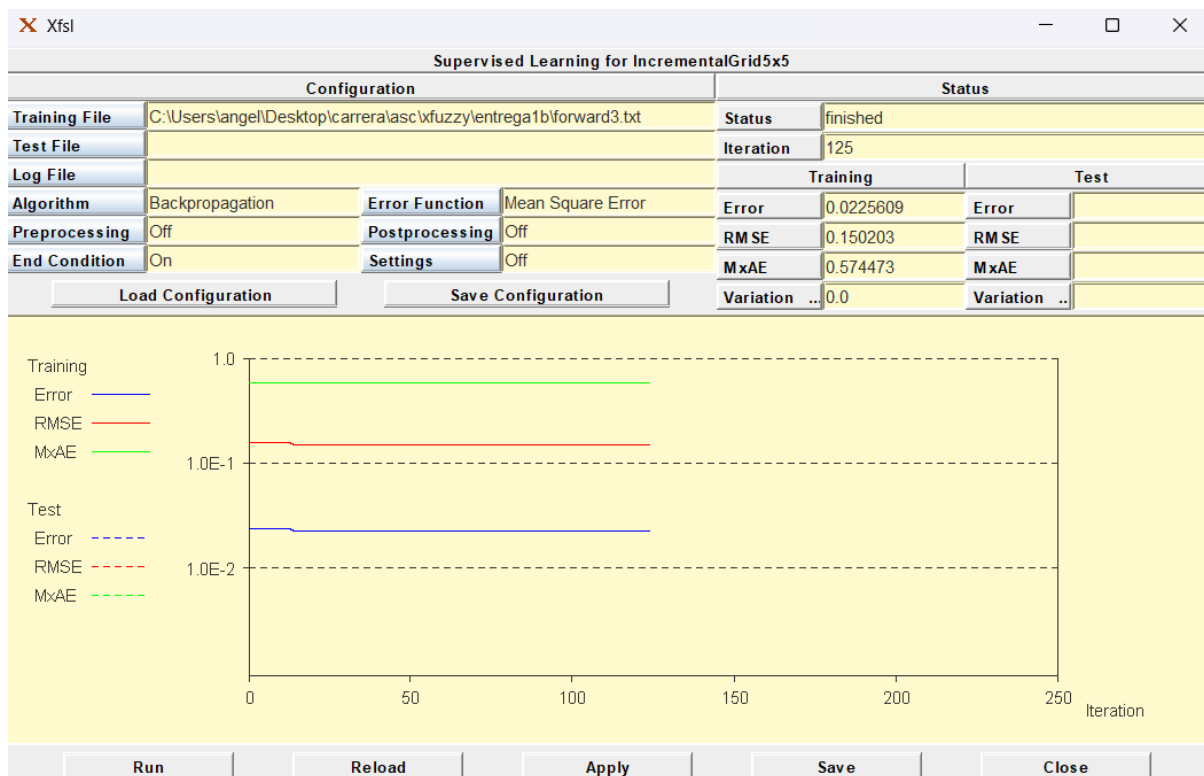 Xfsl
Supervised Learning for IncrementalGrid5x5
Configuration
Status
Training File C:\Users\angel\Desktop\carrera\asc\xfuzzy\entrega1b\forward3.txt
Test File
Log File
Algorithm Backpropagation Error Function Mean Square Error
Preprocessing Off Postprocessing Off
End Condition On Settings Off
Load Configuration Save Configuration
Status finished
Iteration 125
Training Test
Error 0.0225609 Error
RMSE 0.150203 RMSE
MxAE 0.574473 MxAE
Variation ... 0.0 Variation ..
Training
Error
RMSE
MxAE
Test
Error
RMSE
MxAE
1.0
1.0E-1
1.0E-2
0 50 100 150 200 250
Iteration
Run Reload Apply Save Close